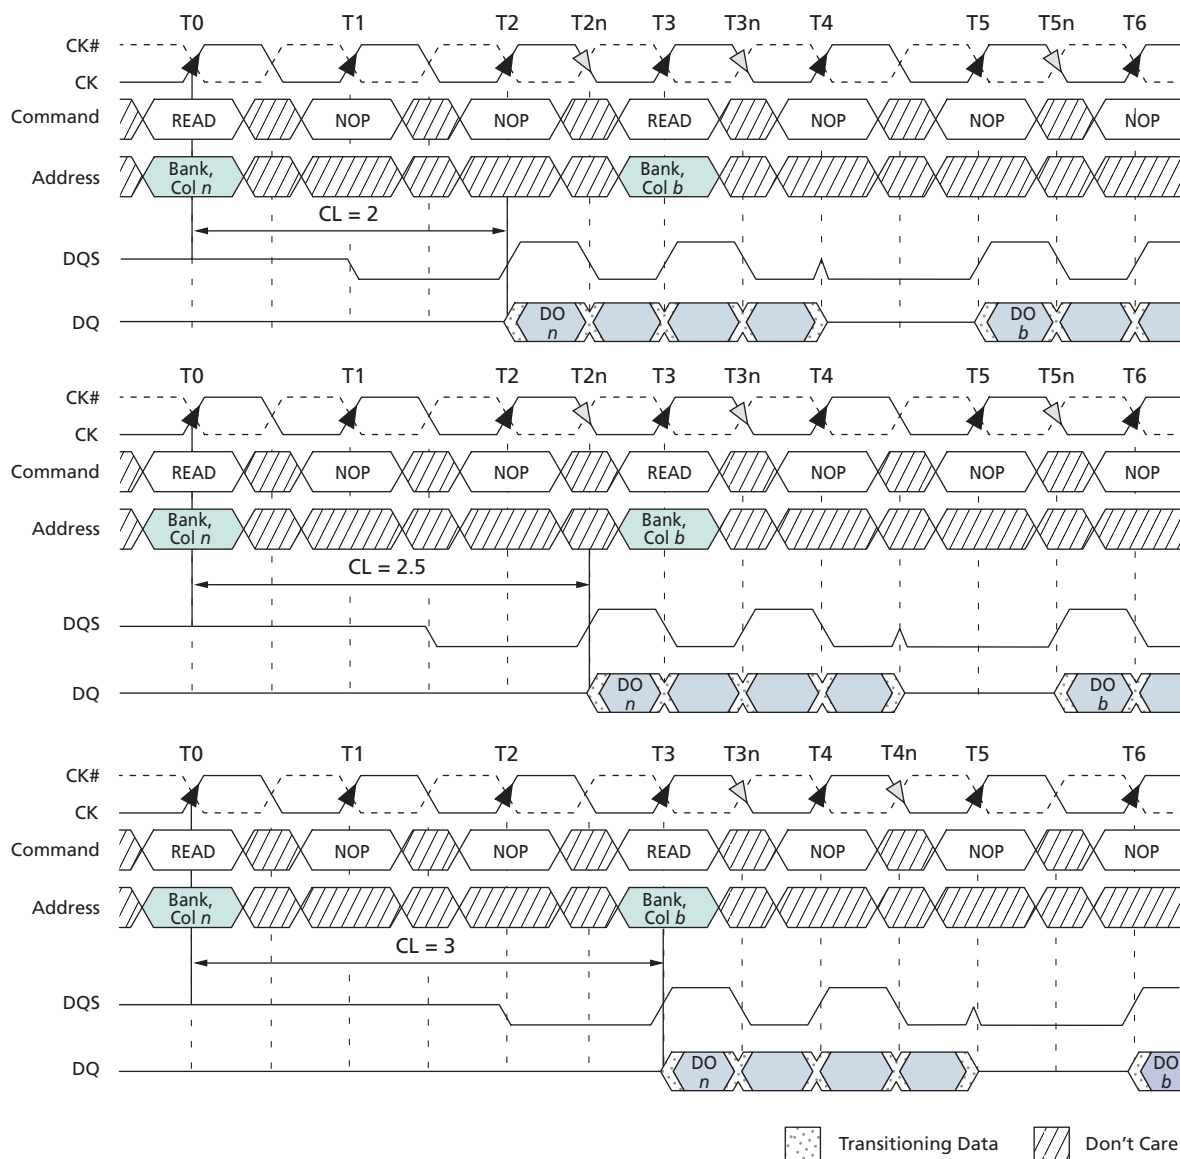 T0 T1 T2 T2n T3 T3n T4 T5 T5n T6
CK#
CK
Command READ NOP NOP READ NOP NOP NOP
Address Bank, Col n Bank, Col b
CL = 2
DQS
DQ DO n DO b
T0 T1 T2 T2n T3 T3n T4 T5 T5n T6
CK#
CK
Command READ NOP NOP READ NOP NOP NOP
Address Bank, Col n Bank, Col b
CL = 2.5
DQS
DQ DO n DO b
T0 T1 T2 T3 T3n T4 T4n T5 T6
CK#
CK
Command READ NOP NOP READ NOP NOP NOP
Address Bank, Col n Bank, Col b
CL = 3
DQS
DQ DO n DO b
Transitioning Data Don't Care